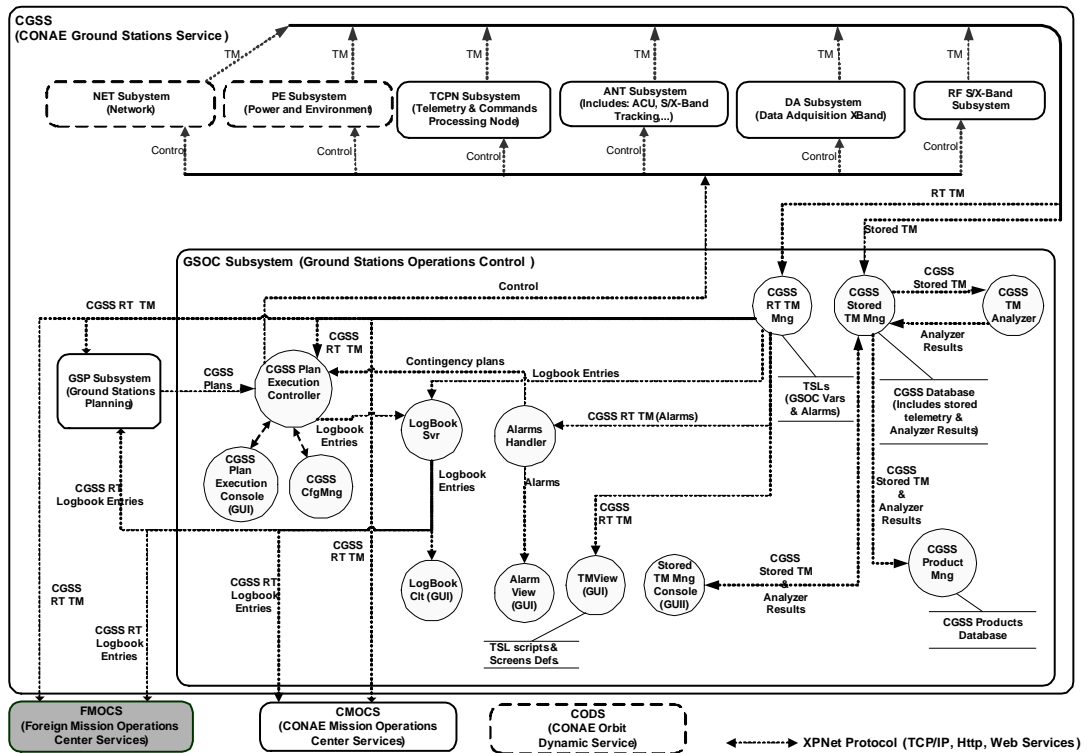 CGSS
(CONAE Ground Stations Service)
TM
TM
TM
TM
TM
TM
NET Subsystem
(Network)
PE Subsystem
(Power and Environment)
TCPN Subsystem
(Telemetry & Commands
Processing Node)
ANT Subsystem
(Includes: ACU, S/X-Band
Tracking,...)
DA Subsystem
(Data Adquisition XBand)
RF S/X-Band
Subsystem
Control
Control
Control
Control
Control
Control
RT TM
Stored TM
GSOC Subsystem (Ground Stations Operations Control )
Control
CGSS RT TM
CGSS
RT TM
Mng
CGSS
Stored
TM Mng
CGSS
Stored TM
CGSS
TM
Analyzer
Analyzer
Results
GSP Subsystem
(Ground Stations
Planning)
CGSS
Plans
CGSS Plan
Execution
Controller
CGSS
RT TM
Contingency plans
Logbook Entries
TSLs
(GSOC Vars
& Alarms)
CGSS Database
(Includes stored
telemetry &
Analyzer Results)
Logbook
Entries
LogBook
Svr
Alarms
Handler
CGSS RT TM (Alarms)
CGSS
Plan
Execution
Console
(GUI)
CGSS
CfgMng
Logbook
Entries
Alarms
CGSS RT
Logbook Entries
CGSS
RT TM
CGSS
Stored TM
&
Analyzer
Results
CGSS
RT TM
CGSS RT
Logbook
Entries
CGSS
RT TM
LogBook
Clt (GUI)
Alarm
View
(GUI)
TMView
(GUI)
Stored
TM Mng
Console
(GUII)
CGSS
Stored TM
&
Analyzer
Results
CGSS
Product
Mng
CGSS RT
Logbook
Entries
TSL scripts &
Screens Defs.
CGSS Products
Database
FMOCS
(Foreign Mission Operations
Center Services)
CMOCS
(CONAE Mission Operations
Center Services)
CODS
(CONAE Orbit
Dynamic Service)
XPNet Protocol (TCP/IP, Http, Web Services)